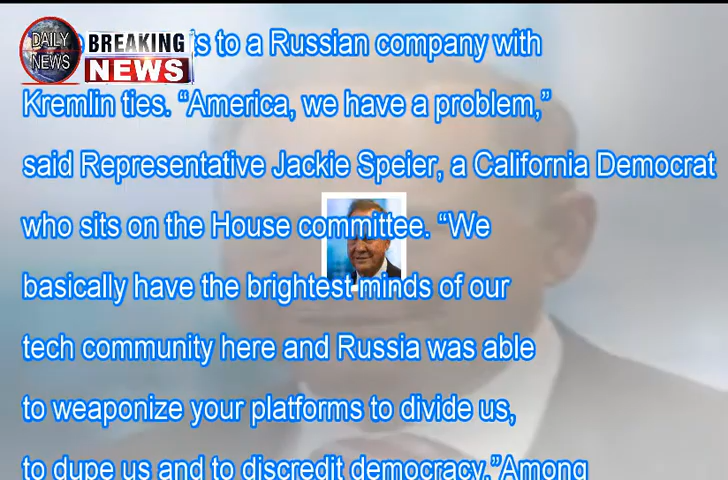 DAILY NEWS
BREAKING NEWS
to a Russian company with
Kremlin ties. “America, we have a problem,”
said Representative Jackie Speier, a California Democrat
who sits on the House committee. “We
basically have the brightest minds of our
tech community here and Russia was able
to weaponize your platforms to divide us,
to dupe us and to discredit democracy.”Among